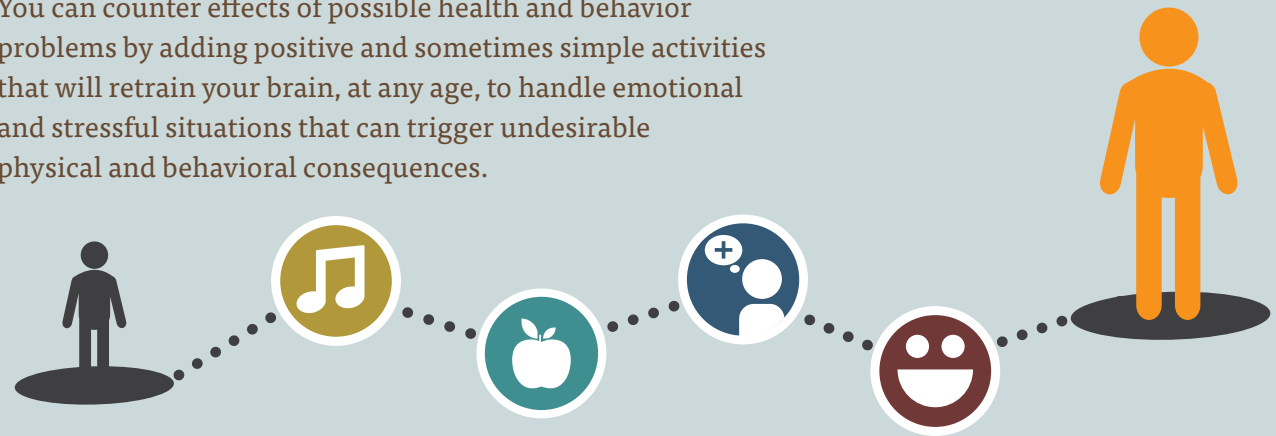 You can counter effects of possible health and behavior
problems by adding positive and sometimes simple activities
that will retrain your brain, at any age, to handle emotional
and stressful situations that can trigger undesirable
physical and behavioral consequences.